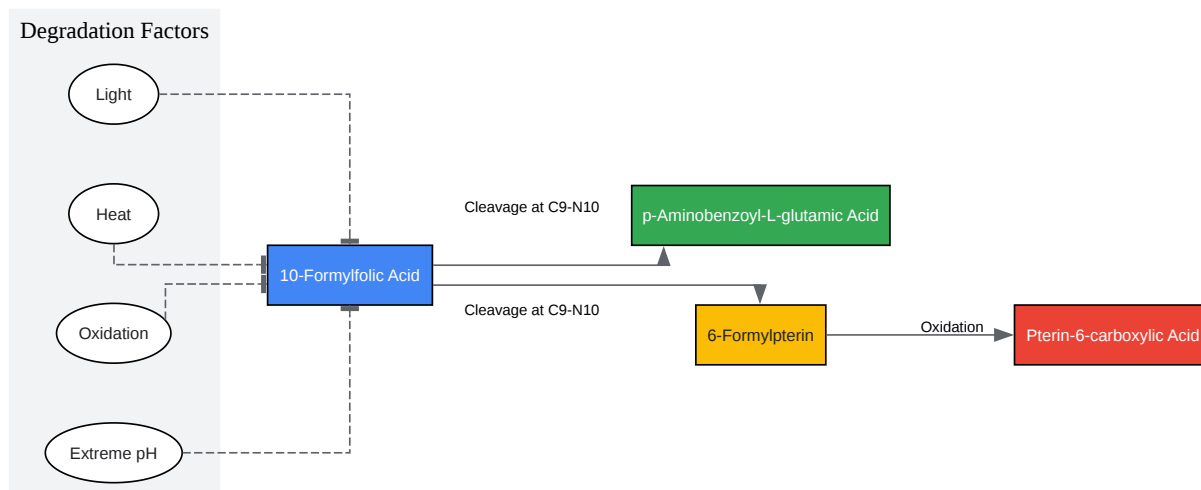 Degradation Factors
Light
Heat
Oxidation
Extreme pH
10-Formylfolic Acid
Cleavage at C9-N10
Cleavage at C9-N10
p-Aminobenzoyl-L-glutamic Acid
6-Formylpterin
Oxidation
Pterin-6-carboxylic Acid